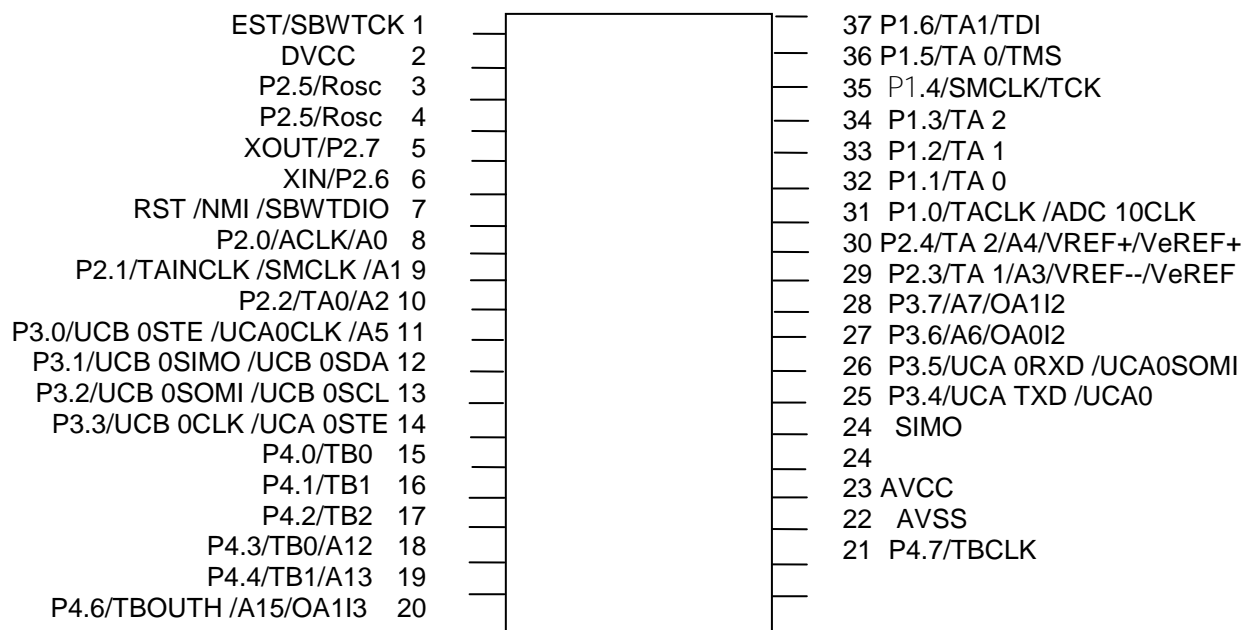 EST/SBWTCK 1
DVCC 2
P2.5/Rosc 3
P2.5/Rosc 4
XOUT/P2.7 5
XIN/P2.6 6
RST /NMI /SBWTDIO 7
P2.0/ACLK/A0 8
P2.1/TAINCLK /SMCLK /A1 9
P2.2/TA0/A2 10
P3.0/UCB 0STE /UCA0CLK /A5 11
P3.1/UCB 0SIMO /UCB 0SDA 12
P3.2/UCB 0SOMI /UCB 0SCL 13
P3.3/UCB 0CLK /UCA 0STE 14
P4.0/TB0 15
P4.1/TB1 16
P4.2/TB2 17
P4.3/TB0/A12 18
P4.4/TB1/A13 19
P4.6/TBOUTH /A15/OA1I3 20
37 P1.6/TA1/TDI
36 P1.5/TA 0/TMS
35 P1.4/SMCLK/TCK
34 P1.3/TA 2
33 P1.2/TA 1
32 P1.1/TA 0
31 P1.0/TACLK /ADC 10CLK
30 P2.4/TA 2/A4/VREF+/VeREF+
29 P2.3/TA 1/A3/VREF--/VeREF
28 P3.7/A7/OA1I2
27 P3.6/A6/OA0I2
26 P3.5/UCA 0RXD /UCA0SOMI
25 P3.4/UCA TXD /UCA0
24 SIMO
24
23 AVCC
22 AVSS
21 P4.7/TBCLK